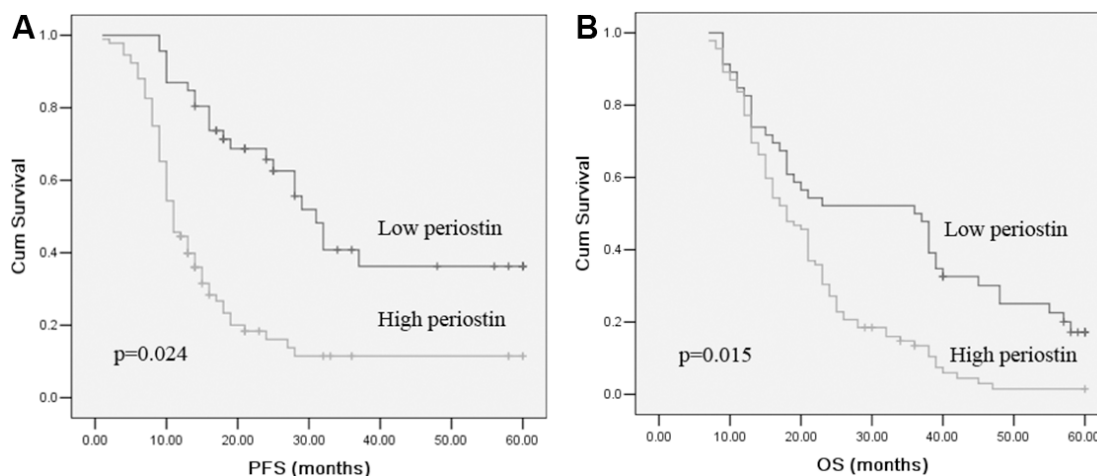 A
Cum Survival
1.0
0.8
0.6
0.4
0.2
0.0
Low periostin
High periostin
p=0.024
0.00 10.00 20.00 30.00 40.00 50.00 60.00
PFS (months)
B
Cum Survival
1.0
0.8
0.6
0.4
0.2
0.0
Low periostin
High periostin
p=0.015
0.00 10.00 20.00 30.00 40.00 50.00 60.00
OS (months)